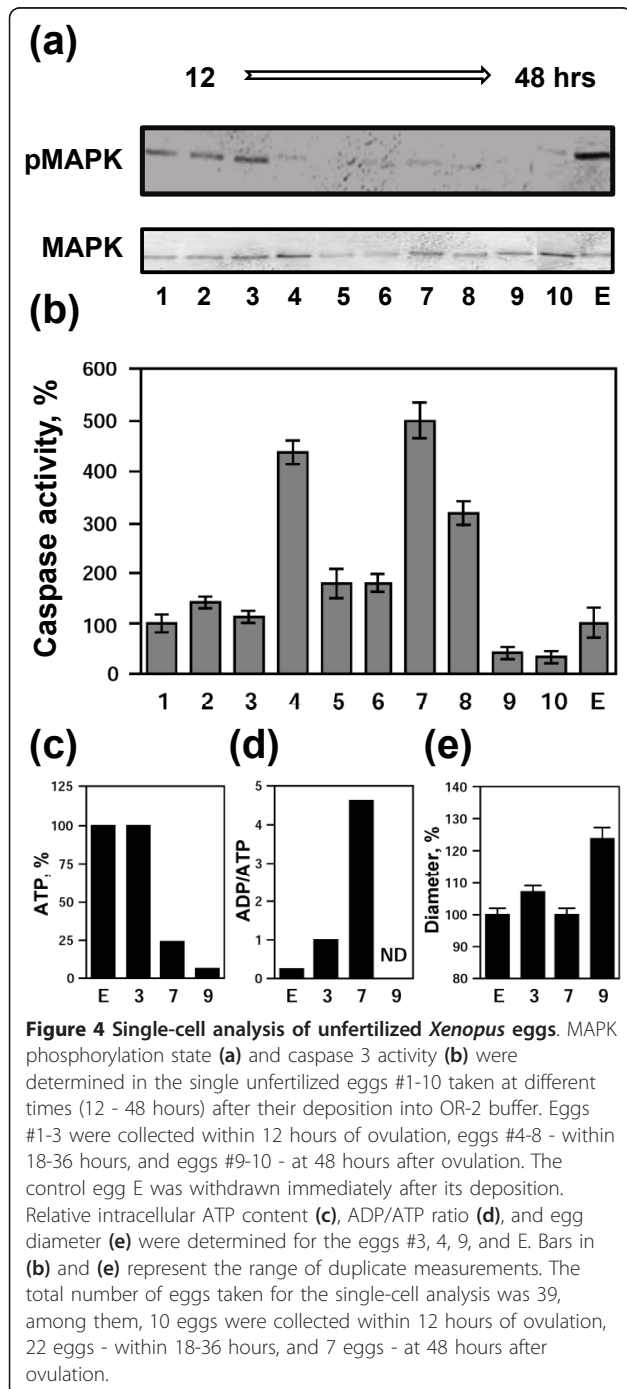 (a)
12 48 hrs
pMAPK
MAPK
1 2 3 4 5 6 7 8 9 10 E
(b)
600
500
400
300
200
100
0
Caspase activity, %
1 2 3 4 5 6 7 8 9 10 E
(c)
125
100
75
50
25
0
ATP, %
E 3 7 9
(d)
5
4
3
2
1
0
ADP/ATP
ND
E 3 7 9
(e)
140
130
120
110
100
90
80
Diameter, %
E 3 7 9
Figure 4 Single-cell analysis of unfertilized Xenopus eggs. MAPK
phosphorylation state (a) and caspase 3 activity (b) were
determined in the single unfertilized eggs #1-10 taken at different
times (12 - 48 hours) after their deposition into OR-2 buffer. Eggs
#1-3 were collected within 12 hours of ovulation, eggs #4-8 - within
18-36 hours, and eggs #9-10 - at 48 hours after ovulation. The
control egg E was withdrawn immediately after its deposition.
Relative intracellular ATP content (c), ADP/ATP ratio (d), and egg
diameter (e) were determined for the eggs #3, 4, 9, and E. Bars in
(b) and (e) represent the range of duplicate measurements. The
total number of eggs taken for the single-cell analysis was 39,
among them, 10 eggs were collected within 12 hours of ovulation,
22 eggs - within 18-36 hours, and 7 eggs - at 48 hours after
ovulation.